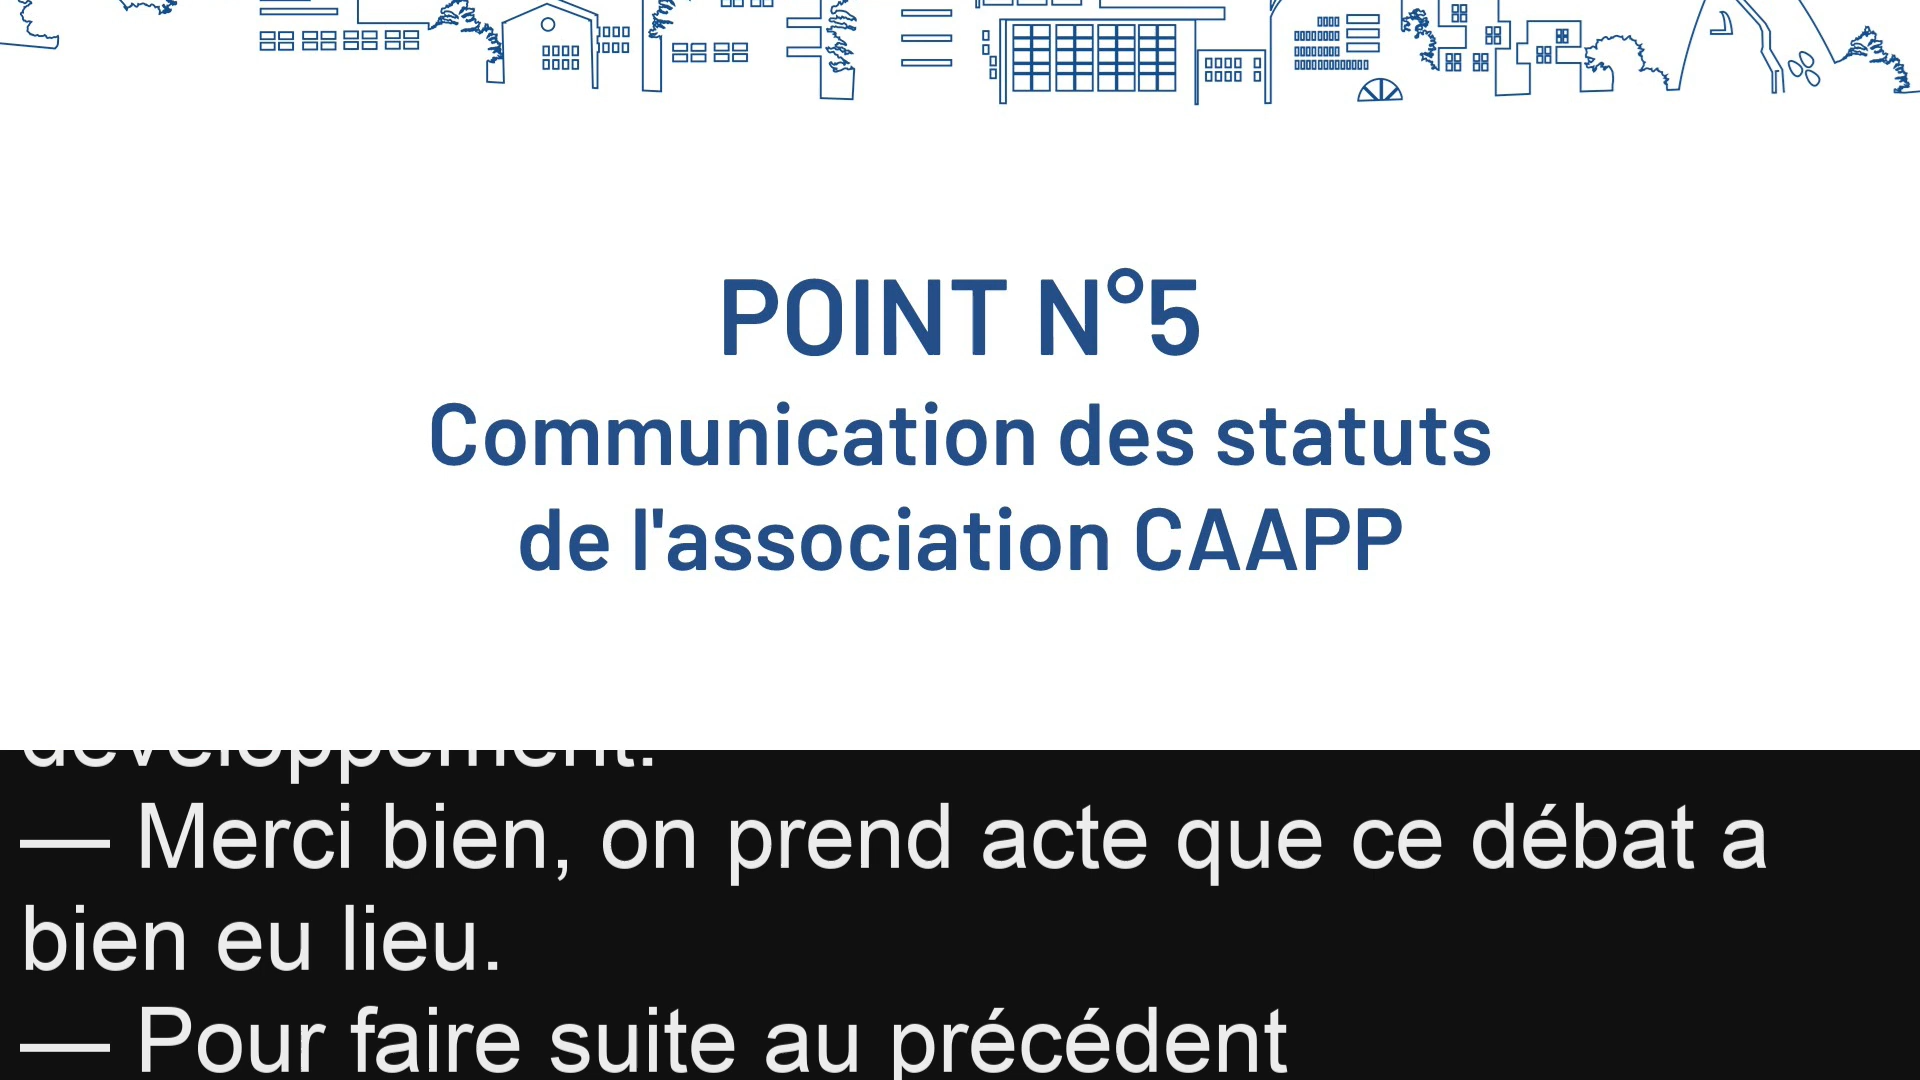 POINT N°5
Communication des statuts
de l'association CAAPP
développement.
— Merci bien, on prend acte que ce débat a
bien eu lieu.
— Pour faire suite au précédent